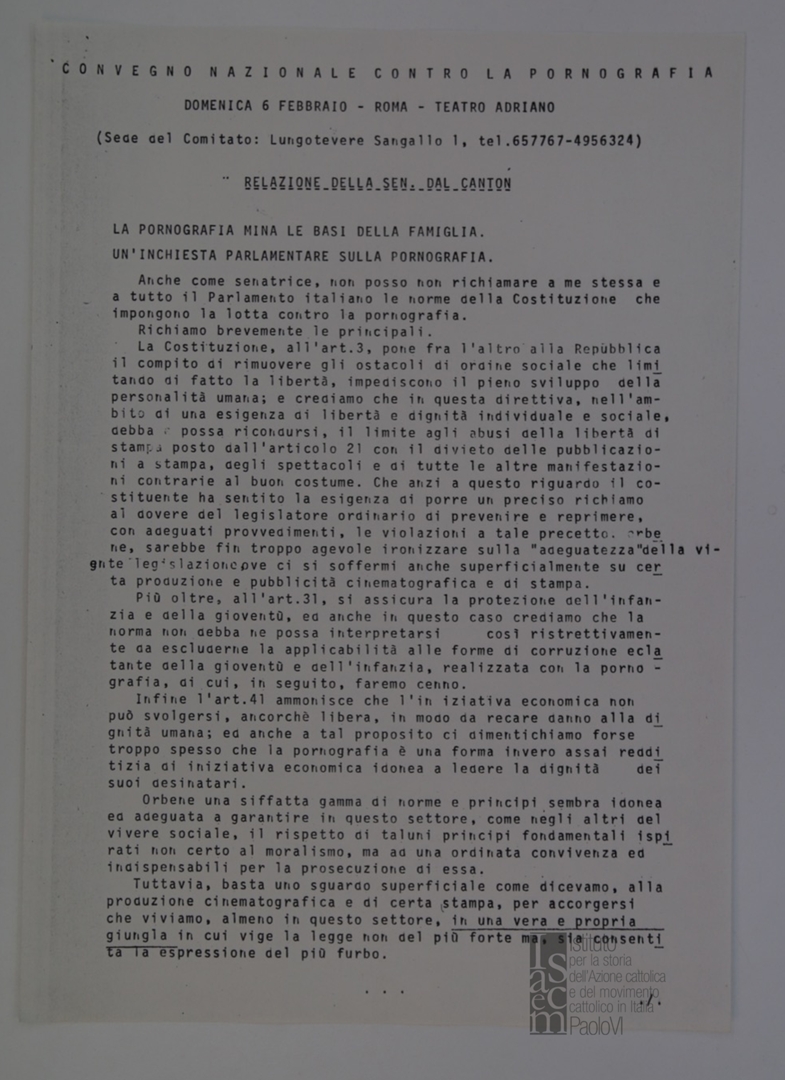 CONVEGNO NAZIONALE CONTRO LA PORNOGRAFIA
DOMENICA 6 FEBBRAIO - ROMA - TEATRO ADRIANO
(Sede del Comitato: Lungotevere Sangallo 1, tel.657767-4956324)
RELAZIONE DELLA SEN. DAL CANTON
LA PORNOGRAFIA MINA LE BASI DELLA FAMIGLIA.
UN'INCHIESTA PARLAMENTARE SULLA PORNOGRAFIA.
Anche come senatrice, non posso non richiamare a me stessa e
a tutto il Parlamento italiano le norme della Costituzione che
impongono la lotta contro la pornografia.
Richiamo brevemente le principali.
La Costituzione, all'art.3, pone fra l'altro alla Repubblica
il compito di rimuovere gli ostacoli di ordine sociale che limi
tando di fatto la libertà, impediscono il pieno sviluppo della
personalità umana; e crediamo che in questa direttiva, nell'am-
bito di una esigenza di libertà e dignità individuale e sociale,
debba e possa ricondursi, il limite agli abusi della libertà di
stampa posto dall'articolo 21 con il divieto delle pubblicazio-
ni a stampa, degli spettacoli e di tutte le altre manifestazio-
ni contrarie al buon costume. Che anzi a questo riguardo il co-
stituente ha sentito la esigenza di porre un preciso richiamo
al dovere del legislatore ordinario di prevenire e reprimere,
con adeguati provvedimenti, le violazioni a tale precetto. Orbe
ne, sarebbe fin troppo agevole ironizzare sulla "adeguatezza"della vi-
gnte legislazioneove ci si soffermi anche superficialmente su cer
ta produzione e pubblicità cinematografica e di stampa.
Più oltre, all'art.31, si assicura la protezione dell'infan-
zia e della gioventù, ed anche in questo caso crediamo che la
norma non debba ne possa interpretarsi così ristrettivamen-
te da escluderne la applicabilità alle forme di corruzione ecla
tante della gioventù e dell'infanzia, realizzata con la porno -
grafia, di cui, in seguito, faremo cenno.
Infine l'art.41 ammonisce che l'in iziativa economica non
può svolgersi, ancorchè libera, in modo da recare danno alla di
gnità umana; ed anche a tal proposito ci dimentichiamo forse
troppo spesso che la pornografia è una forma invero assai reddi
tizia di iniziativa economica idonea a ledere la dignità dei
suoi desinatari.
Orbene una siffatta gamma di norme e principi sembra idonea
ed adeguata a garantire in questo settore, come negli altri del
vivere sociale, il rispetto di taluni principi fondamentali ispi
rati non certo al moralismo, ma ad una ordinata convivenza ed
indispensabili per la prosecuzione di essa.
Tuttavia, basta uno sguardo superficiale come dicevamo, alla
produzione cinematografica e di certa stampa, per accorgersi
che viviamo, almeno in questo settore, in una vera e propria
giungla in cui vige la legge non del più forte ma, sia consenti
ta la espressione del più furbo.
. . .
./.
isacem
Istituto
per la storia
dell'Azione cattolica
e del movimento
cattolico in Italia
PaoloVI